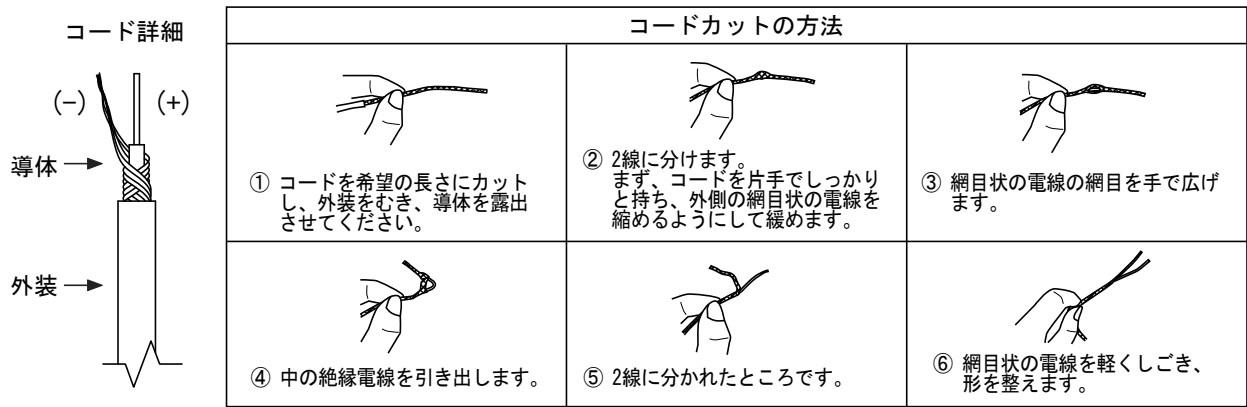 コード詳細
(−)
(+)
導体
外装
コードカットの方法
① コードを希望の長さにカット
し、外装をむき、導体を露出
させてください。
② 2線に分けます。
まず、コードを片手でしっかり
と持ち、外側の網目状の電線を
縮めるようにして緩めます。
③ 網目状の電線の網目を手で広げ
ます。
④ 中の絶縁電線を引き出します。
⑤ 2線に分かれたところです。
⑥ 網目状の電線を軽くしごき、
形を整えます。